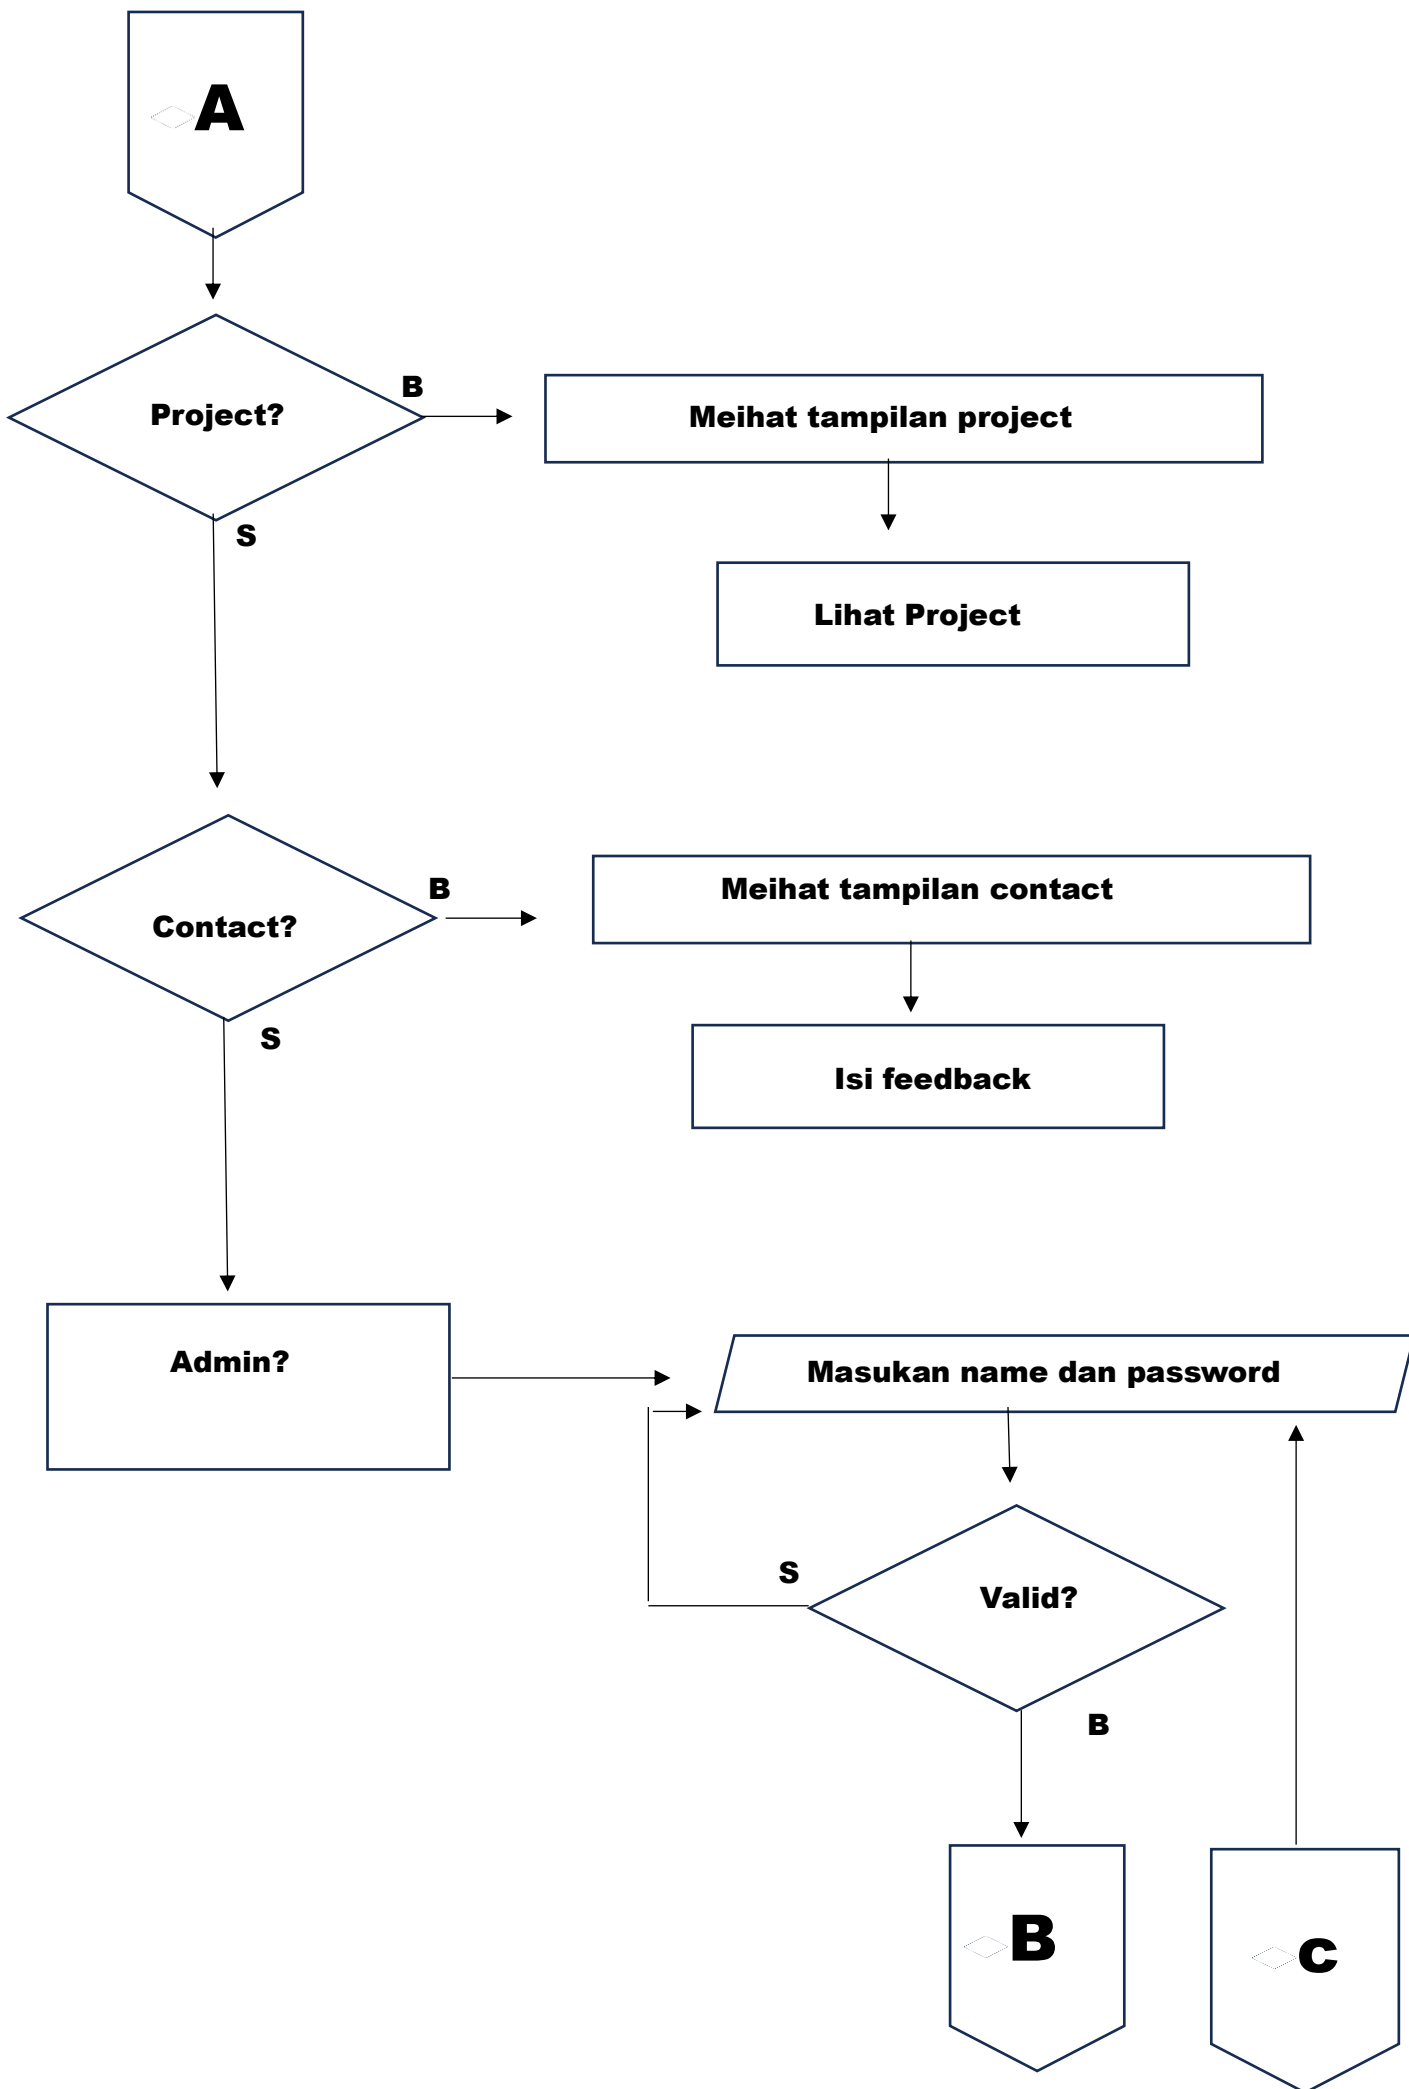 A
Project?
B
Meihat tampilan project
S
Lihat Project
Contact?
B
Meihat tampilan contact
S
Isi feedback
Admin?
Masukan name dan password
S
Valid?
B
B
c